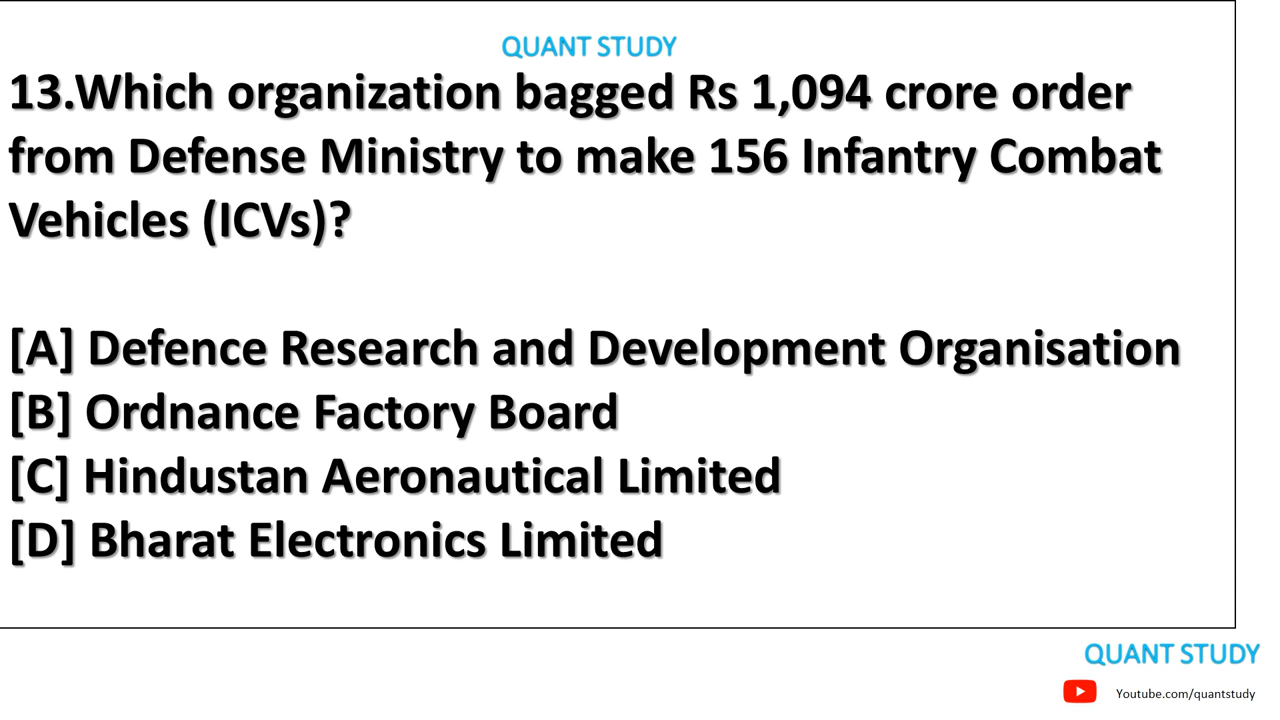 QUANT STUDY
13.Which organization bagged Rs 1,094 crore order
from Defense Ministry to make 156 Infantry Combat
Vehicles (ICVs)?
[A] Defence Research and Development Organisation
[B] Ordnance Factory Board
[C] Hindustan Aeronautical Limited
[D] Bharat Electronics Limited
QUANT STUDY
Youtube.com/quantstudy